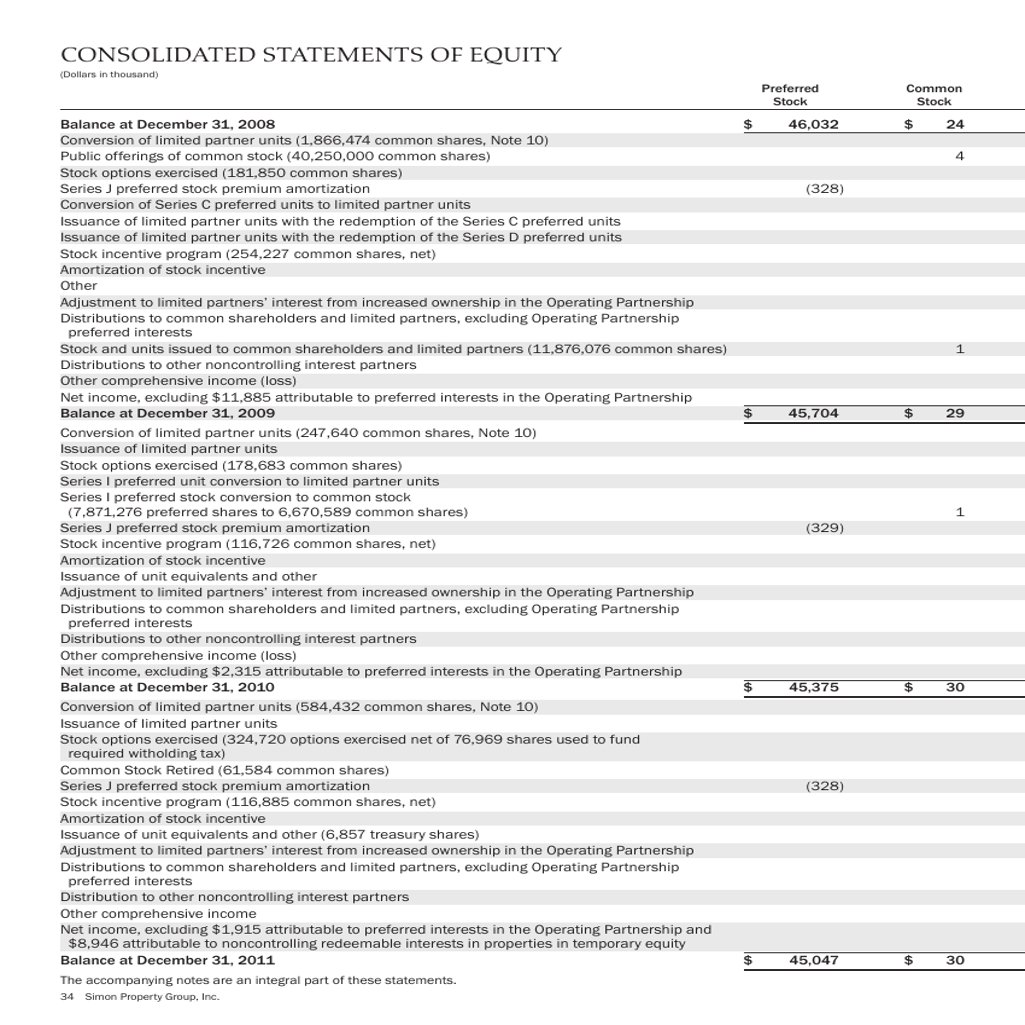 CONSOLIDATED STATEMENTS OF EQUITY
(Dollars in thousand)
Preferred Common
Stock Stock
Balance at December 31, 2008 $ 46,032 $ 24
Conversion of limited partner units (1,866,474 common shares, Note 10)
Public offerings of common stock (40,250,000 common shares) 4
Stock options exercised (181,850 common shares)
Series J preferred stock premium amortization (328)
Conversion of Series C preferred units to limited partner units
Issuance of limited partner units with the redemption of the Series C preferred units
Issuance of limited partner units with the redemption of the Series D preferred units
Stock incentive program (254,227 common shares, net)
Amortization of stock incentive
Other
Adjustment to limited partners' interest from increased ownership in the Operating Partnership
Distributions to common shareholders and limited partners, excluding Operating Partnership
preferred interests
Stock and units issued to common shareholders and limited partners (11,876,076 common shares) 1
Distributions to other noncontrolling interest partners
Other comprehensive income (loss)
Net income, excluding $11,885 attributable to preferred interests in the Operating Partnership
Balance at December 31, 2009 $ 45,704 $ 29
Conversion of limited partner units (247,640 common shares, Note 10)
Issuance of limited partner units
Stock options exercised (178,683 common shares)
Series I preferred unit conversion to limited partner units
Series I preferred stock conversion to common stock
(7,871,276 preferred shares to 6,670,589 common shares) 1
Series J preferred stock premium amortization (329)
Stock incentive program (116,726 common shares, net)
Amortization of stock incentive
Issuance of unit equivalents and other
Adjustment to limited partners' interest from increased ownership in the Operating Partnership
Distributions to common shareholders and limited partners, excluding Operating Partnership
preferred interests
Distributions to other noncontrolling interest partners
Other comprehensive income (loss)
Net income, excluding $2,315 attributable to preferred interests in the Operating Partnership
Balance at December 31, 2010 $ 45,375 $ 30
Conversion of limited partner units (584,432 common shares, Note 10)
Issuance of limited partner units
Stock options exercised (324,720 options exercised net of 76,969 shares used to fund
required witholding tax)
Common Stock Retired (61,584 common shares)
Series J preferred stock premium amortization (328)
Stock incentive program (116,885 common shares, net)
Amortization of stock incentive
Issuance of unit equivalents and other (6,857 treasury shares)
Adjustment to limited partners' interest from increased ownership in the Operating Partnership
Distributions to common shareholders and limited partners, excluding Operating Partnership
preferred interests
Distribution to other noncontrolling interest partners
Other comprehensive income
Net income, excluding $1,915 attributable to preferred interests in the Operating Partnership and
$8,946 attributable to noncontrolling redeemable interests in properties in temporary equity
Balance at December 31, 2011 $ 45,047 $ 30
The accompanying notes are an integral part of these statements.
34 Simon Property Group, Inc.